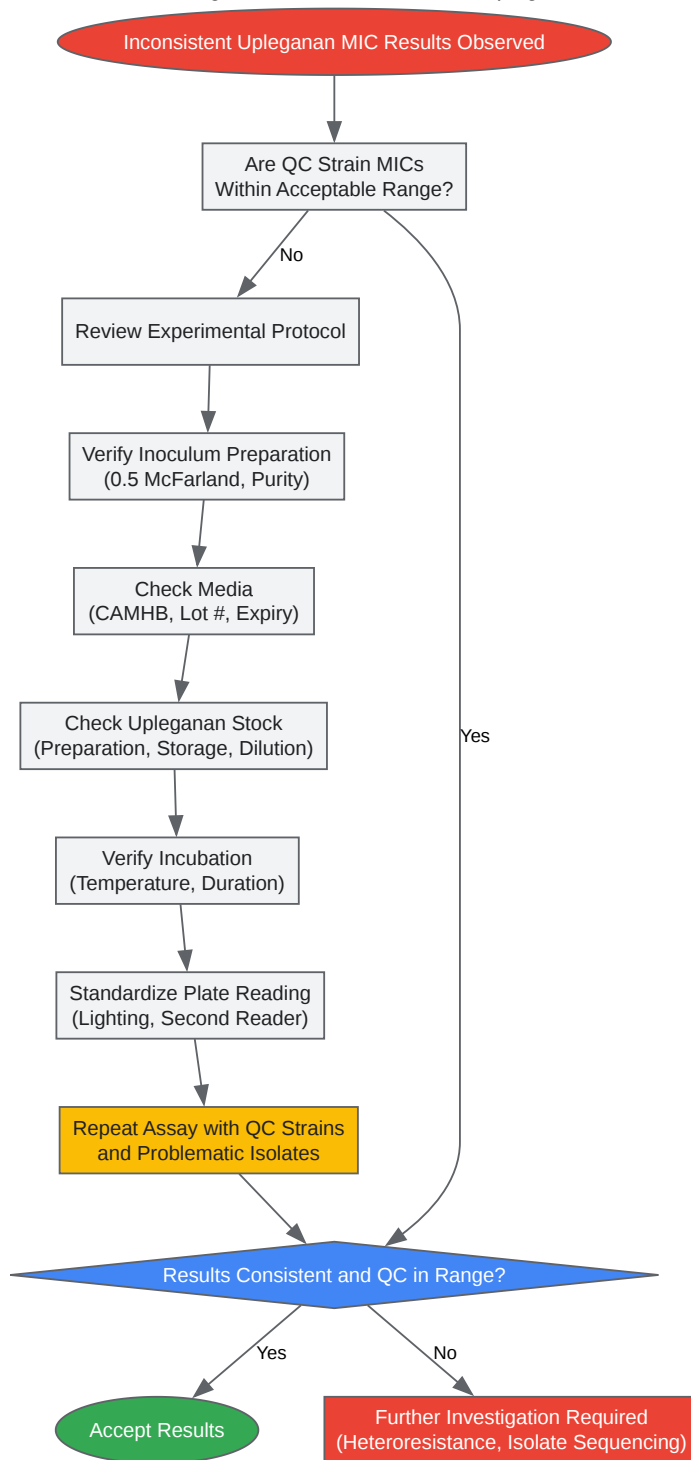 Inconsistent Upleganan MIC Results Observed
Are QC Strain MICs
Within Acceptable Range?
No
Review Experimental Protocol
Verify Inoculum Preparation
(0.5 McFarland, Purity)
Check Media
(CAMHB, Lot #, Expiry)
Check Upleganan Stock
(Preparation, Storage, Dilution)
Yes
Verify Incubation
(Temperature, Duration)
Standardize Plate Reading
(Lighting, Second Reader)
Repeat Assay with QC Strains
and Problematic Isolates
Results Consistent and QC in Range?
Yes
No
Accept Results
Further Investigation Required
(Heteroresistance, Isolate Sequencing)